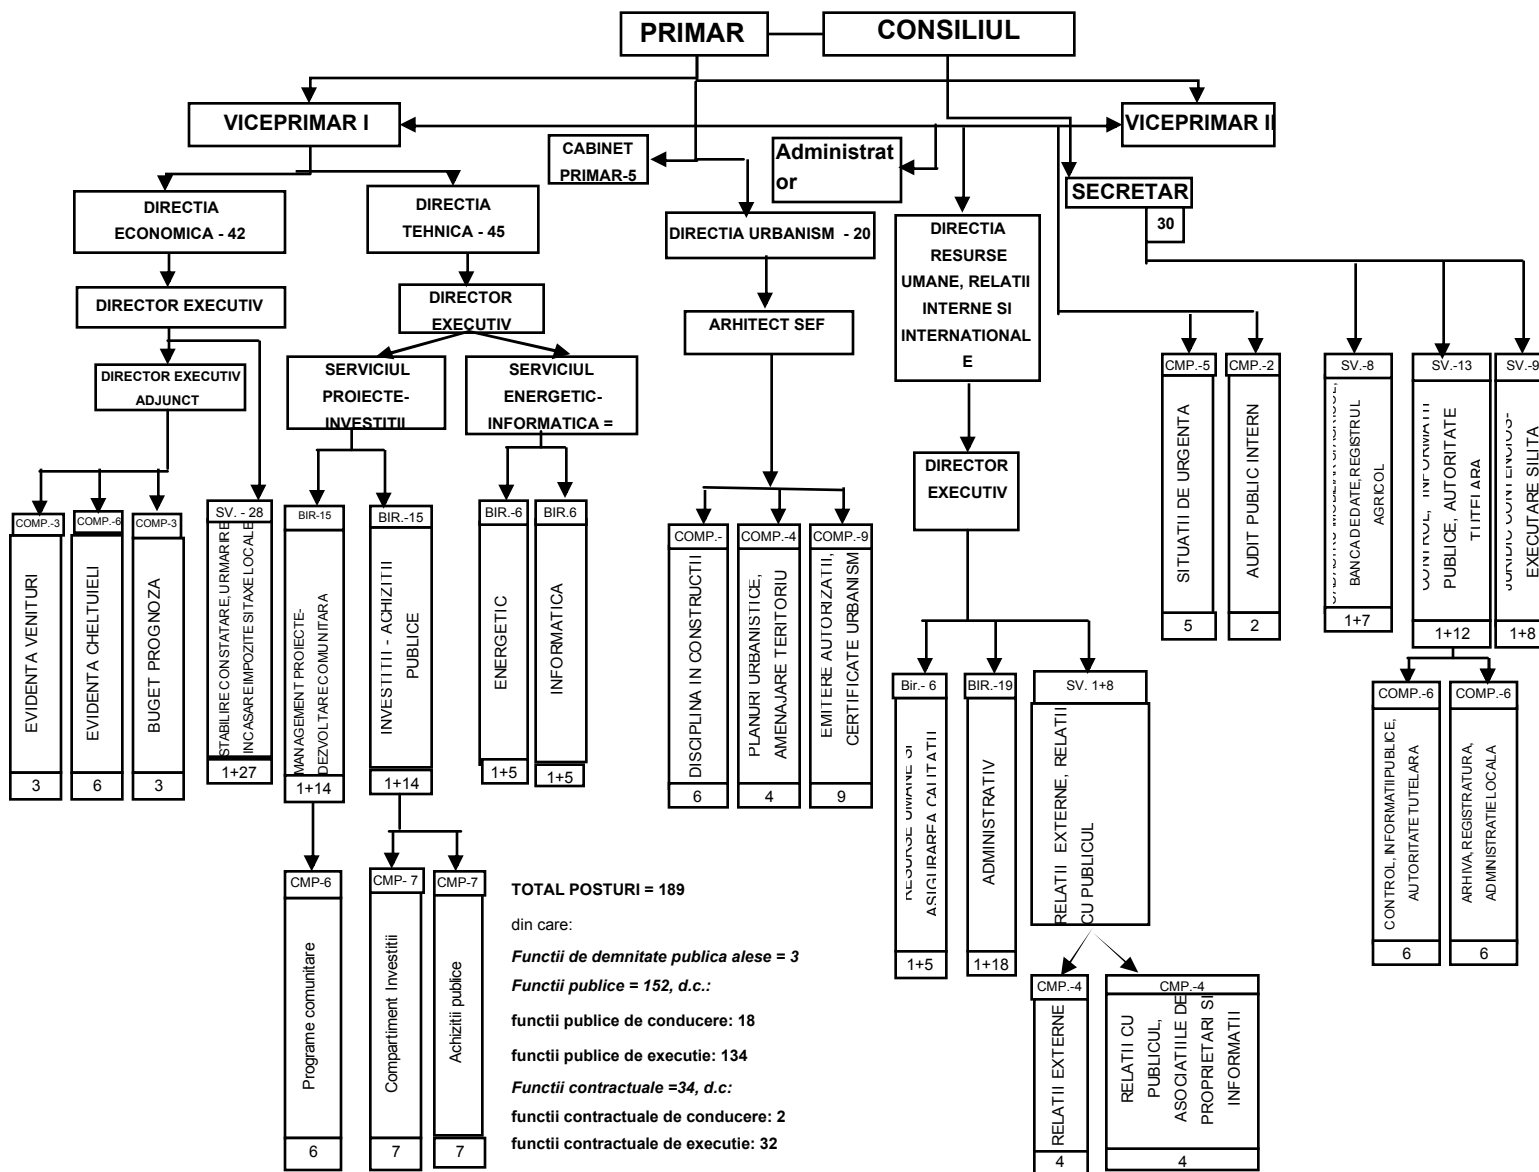 PRIMAR
CONSILIUL
VICEPRIMAR I
VICEPRIMAR II
CABINET
PRIMAR-5
Administrat
or
SECRETAR
30
DIRECTIA
ECONOMICA - 42
DIRECTIA
TEHNICA - 45
DIRECTIA URBANISM - 20
DIRECTIA
RESURSE
UMANE, RELATII
INTERNE SI
INTERNATIONAL
E
DIRECTOR EXECUTIV
DIRECTOR
EXECUTIV
ARHITECT SEF
DIRECTOR EXECUTIV
ADJUNCT
SERVICIUL
PROIECTE-
INVESTITII
SERVICIUL
ENERGETIC-
INFORMATICA =
DIRECTOR
EXECUTIV
CMP.-5
SITUATII DE URGENTA
5
CMP.-2
AUDIT PUBLIC INTERN
2
SV.-8
BANCA DE DATE, REGISTRUL
AGRICOL
1+7
SV.-13
CONTROL, INFORMATII
PUBLICE, AUTORITATE
TUTELARA
1+12
SV.-9
JURIDIC CONTENCIOS-
EXECUTARE SILITA
1+8
COMP.-3
EVIDENTA VENITURI
3
COMP.-6
EVIDENTA CHELTUIELI
6
COMP-3
BUGET PROGNOZA
3
SV. - 28
STABILIRE CONSTATARE, URMARIRE
INCASARE IMPOZITE SI TAXE LOCALE
1+27
BIR-15
MANAGEMENT PROIECTE-
DEZVOLTARE COMUNITARA
1+14
BIR.-15
INVESTITII - ACHIZITII
PUBLICE
1+14
BIR.-6
ENERGETIC
1+5
BIR.6
INFORMATICA
1+5
COMP.-
DISCIPLINA IN CONSTRUCTII
6
COMP.-4
PLANURI URBANISTICE,
AMENAJARE TERITORIU
4
COMP.-9
EMITERE AUTORIZATII,
CERTIFICATE URBANISM
9
Bir.- 6
RESURSE UMANE SI
ASIGURAREA CALITATII
1+5
BIR.-19
ADMINISTRATIV
1+18
SV. 1+8
RELATII EXTERNE, RELATII
CU PUBLICUL
COMP.-6
CONTROL, INFORMATII PUBLICE,
AUTORITATE TUTELARA
6
COMP.-6
ARHIVA, REGISTRATURA,
ADMINISTRATIE LOCALA
6
CMP-6
Programe comunitare
6
CMP- 7
Compartiment Investitii
7
CMP-7
Achizitii publice
7
TOTAL POSTURI = 189
din care:
Functii de demnitate publica alese = 3
Functii publice = 152, d.c.:
functii publice de conducere: 18
functii publice de executie: 134
Functii contractuale =34, d.c:
functii contractuale de conducere: 2
functii contractuale de executie: 32
CMP.-4
RELATII EXTERNE
4
CMP.-4
RELATII CU
PUBLICUL,
ASOCIATIILE DE
PROPRIETARI SI
INFORMATII
4